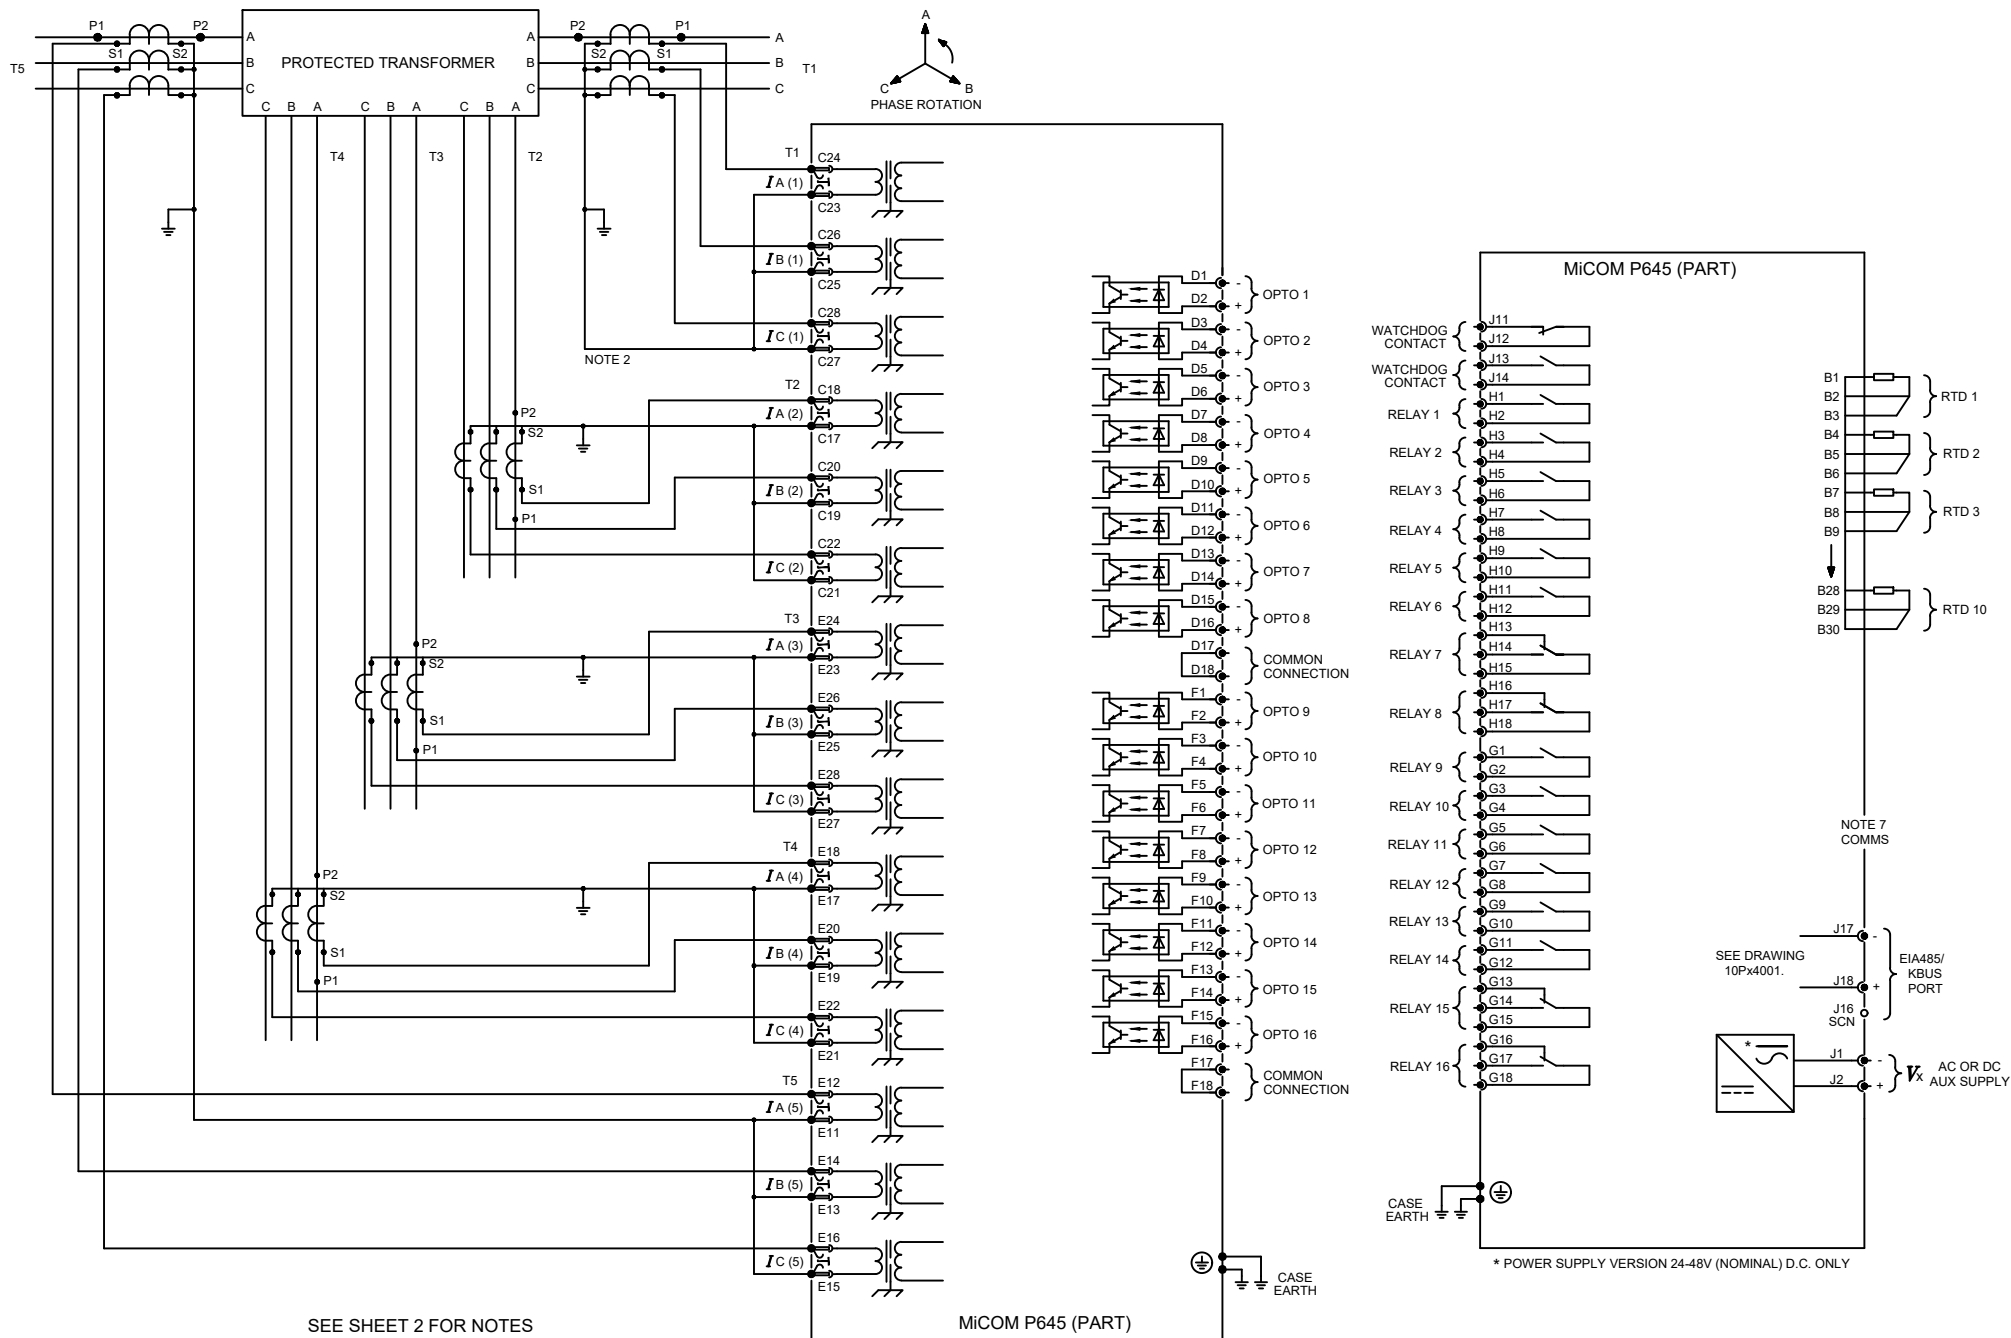 P1
P2
P2
P1
S1
S2
S2
S1
A
B
C
A
B
C
A
B
C
T5
T1
PROTECTED TRANSFORMER
C B A
C B A
C B A
T4
T3
T2
A
C
B
PHASE ROTATION
T1
C24
I A (1)
C23
C26
I B (1)
C25
C28
I C (1)
C27
NOTE 2
T2
C18
I A (2)
C17
C20
I B (2)
C19
C22
I C (2)
C21
P2
S2
S1
P1
T3
E24
I A (3)
E23
E26
I B (3)
E25
E28
I C (3)
E27
P2
S2
S1
P1
T4
E18
I A (4)
E17
E20
I B (4)
E19
E22
I C (4)
E21
P2
S2
S1
P1
T5
E12
I A (5)
E11
E14
I B (5)
E13
E16
I C (5)
E15
D1 -
D2 +
OPTO 1
D3 -
D4 +
OPTO 2
D5 -
D6 +
OPTO 3
D7 -
D8 +
OPTO 4
D9 -
D10 +
OPTO 5
D11 -
D12 +
OPTO 6
D13 -
D14 +
OPTO 7
D15 -
D16 +
OPTO 8
D17
D18
COMMON
CONNECTION
F1 -
F2 +
OPTO 9
F3 -
F4 +
OPTO 10
F5 -
F6 +
OPTO 11
F7 -
F8 +
OPTO 12
F9 -
F10 +
OPTO 13
F11 -
F12 +
OPTO 14
F13 -
F14 +
OPTO 15
F15 -
F16 +
OPTO 16
F17
F18
COMMON
CONNECTION
CASE
EARTH
MiCOM P645 (PART)
SEE SHEET 2 FOR NOTES
MiCOM P645 (PART)
WATCHDOG
CONTACT
J11
J12
WATCHDOG
CONTACT
J13
J14
RELAY 1
H1
H2
RELAY 2
H3
H4
RELAY 3
H5
H6
RELAY 4
H7
H8
RELAY 5
H9
H10
RELAY 6
H11
H12
RELAY 7
H13
H14
H15
RELAY 8
H16
H17
H18
RELAY 9
G1
G2
RELAY 10
G3
G4
RELAY 11
G5
G6
RELAY 12
G7
G8
RELAY 13
G9
G10
RELAY 14
G11
G12
RELAY 15
G13
G14
G15
RELAY 16
G16
G17
G18
B1
B2
B3
RTD 1
B4
B5
B6
RTD 2
B7
B8
B9
RTD 3
B28
B29
B30
RTD 10
NOTE 7
COMMS
SEE DRAWING
10Px4001.
J17 -
J18 +
J16
SCN
EIA485/
KBUS
PORT
*
J1 -
J2 +
Vx
AC OR DC
AUX SUPPLY
CASE
EARTH
* POWER SUPPLY VERSION 24-48V (NOMINAL) D.C. ONLY